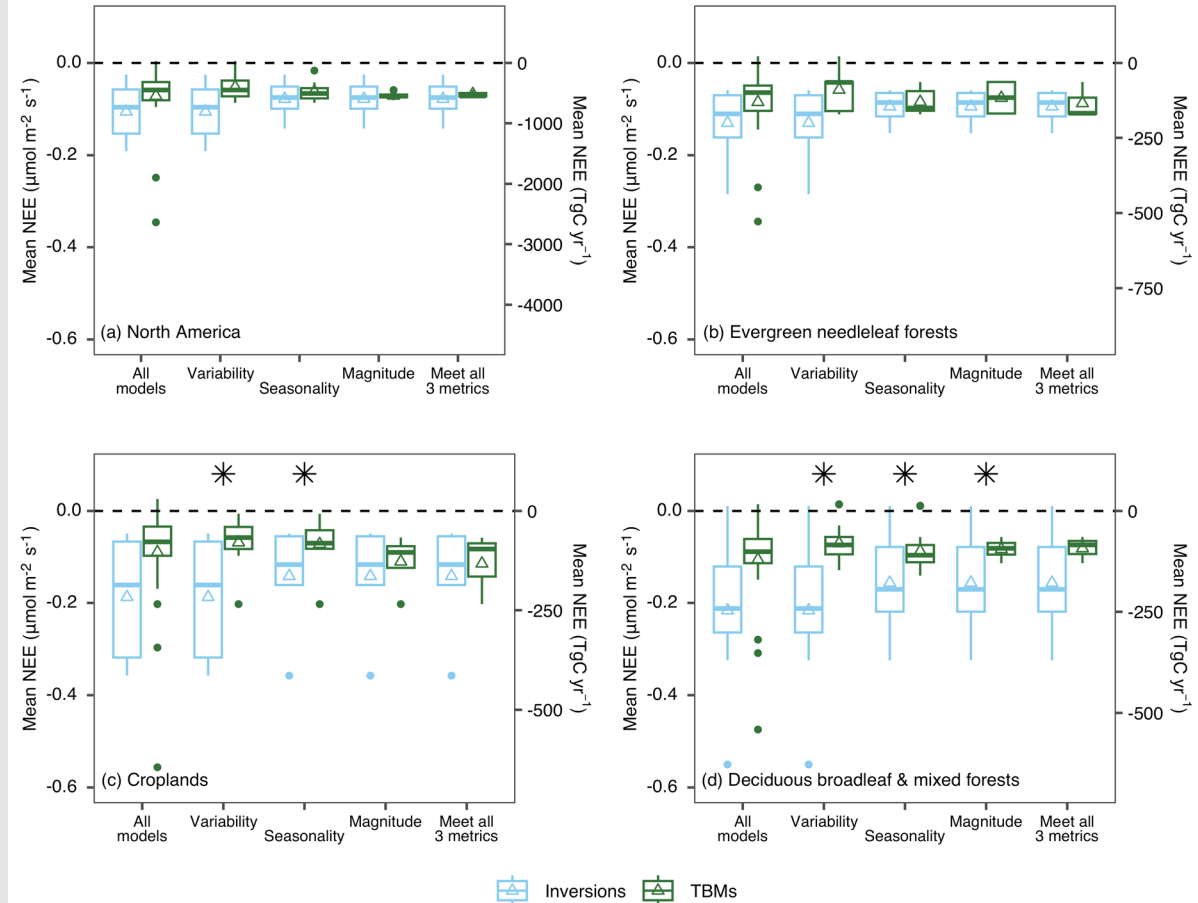 0.0
-0.2
-0.4
-0.6
Mean NEE (μmol m⁻² s⁻¹)
0
-1000
-2000
-3000
-4000
Mean NEE (TgC yr⁻¹)
(a) North America
All
models
Variability
Seasonality
Magnitude
Meet all
3 metrics
0.0
-0.2
-0.4
-0.6
Mean NEE (μmol m⁻² s⁻¹)
0
-250
-500
-750
Mean NEE (TgC yr⁻¹)
(b) Evergreen needleleaf forests
All
models
Variability
Seasonality
Magnitude
Meet all
3 metrics
0.0
-0.2
-0.4
-0.6
Mean NEE (μmol m⁻² s⁻¹)
0
-250
-500
Mean NEE (TgC yr⁻¹)
(c) Croplands
All
models
Variability
Seasonality
Magnitude
Meet all
3 metrics
0.0
-0.2
-0.4
-0.6
Mean NEE (μmol m⁻² s⁻¹)
0
-250
-500
Mean NEE (TgC yr⁻¹)
(d) Deciduous broadleaf & mixed forests
All
models
Variability
Seasonality
Magnitude
Meet all
3 metrics
Inversions
TBMs